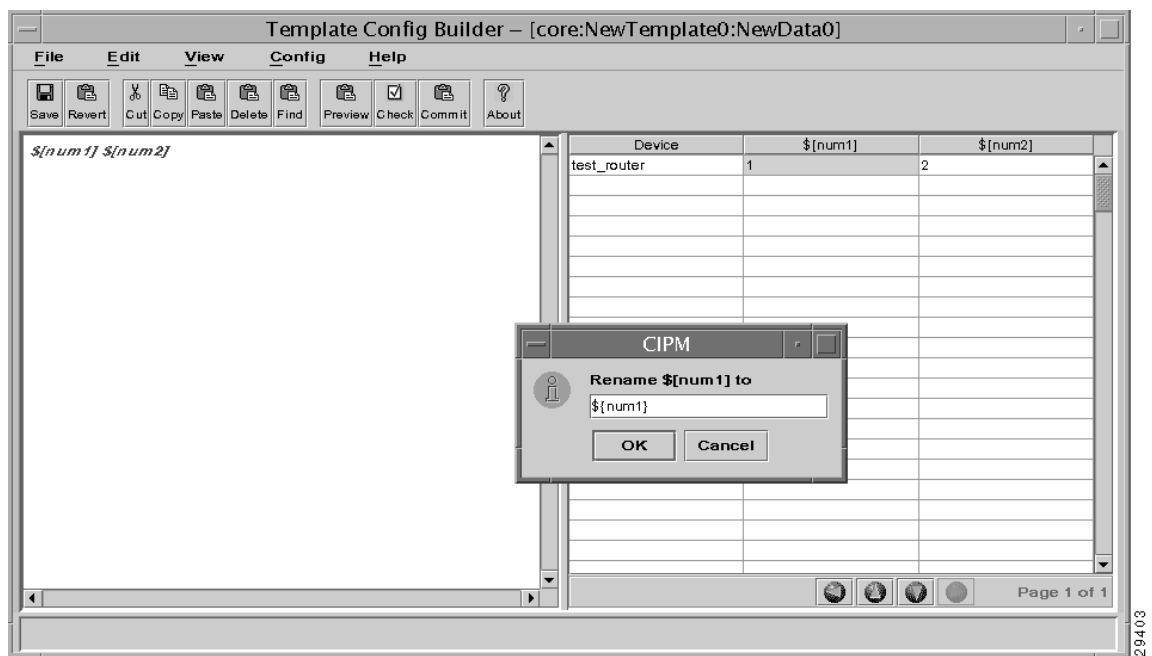 Template Config Builder – [core:NewTemplate0:NewData0]
File Edit View Config Help
Save Revert Cut Copy Paste Delete Find Preview Check Commit About
$[num1] $[num2]
Device $[num1] $[num2]
test_router 1 2
CIPM
Rename $[num1] to
${num1}
OK Cancel
Page 1 of 1
29403